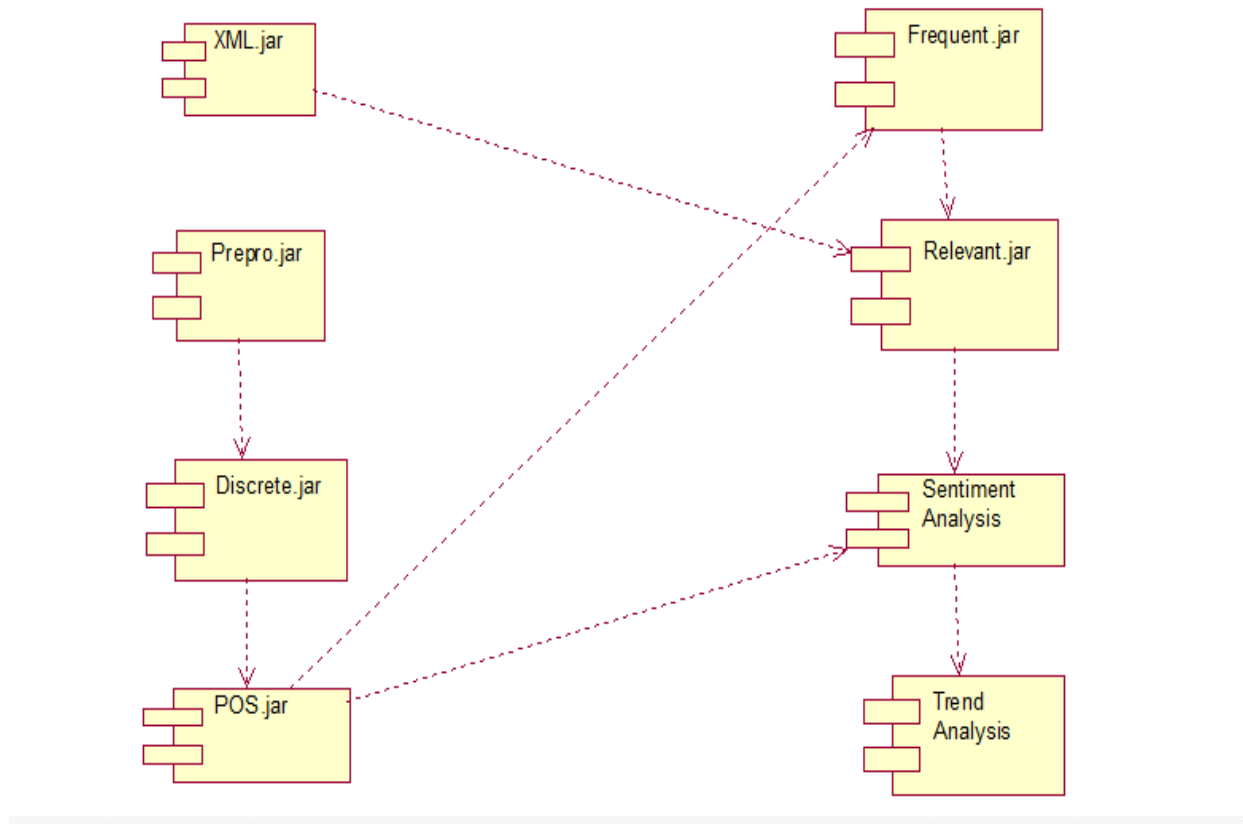 XML.jar
Frequent.jar
Prepro.jar
Relevant.jar
Discrete.jar
Sentiment
Analysis
POS.jar
Trend
Analysis